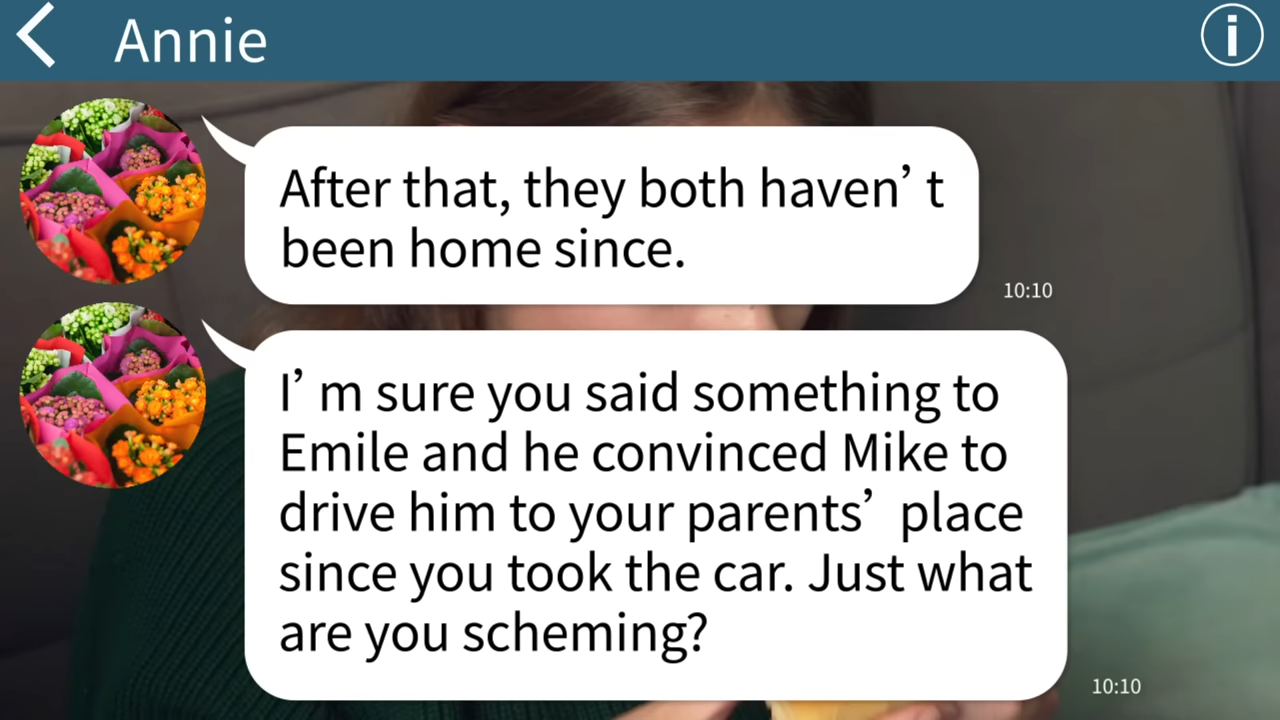 Annie
After that, they both haven’t
been home since.
10:10
I’m sure you said something to
Emile and he convinced Mike to
drive him to your parents’ place
since you took the car. Just what
are you scheming?
10:10